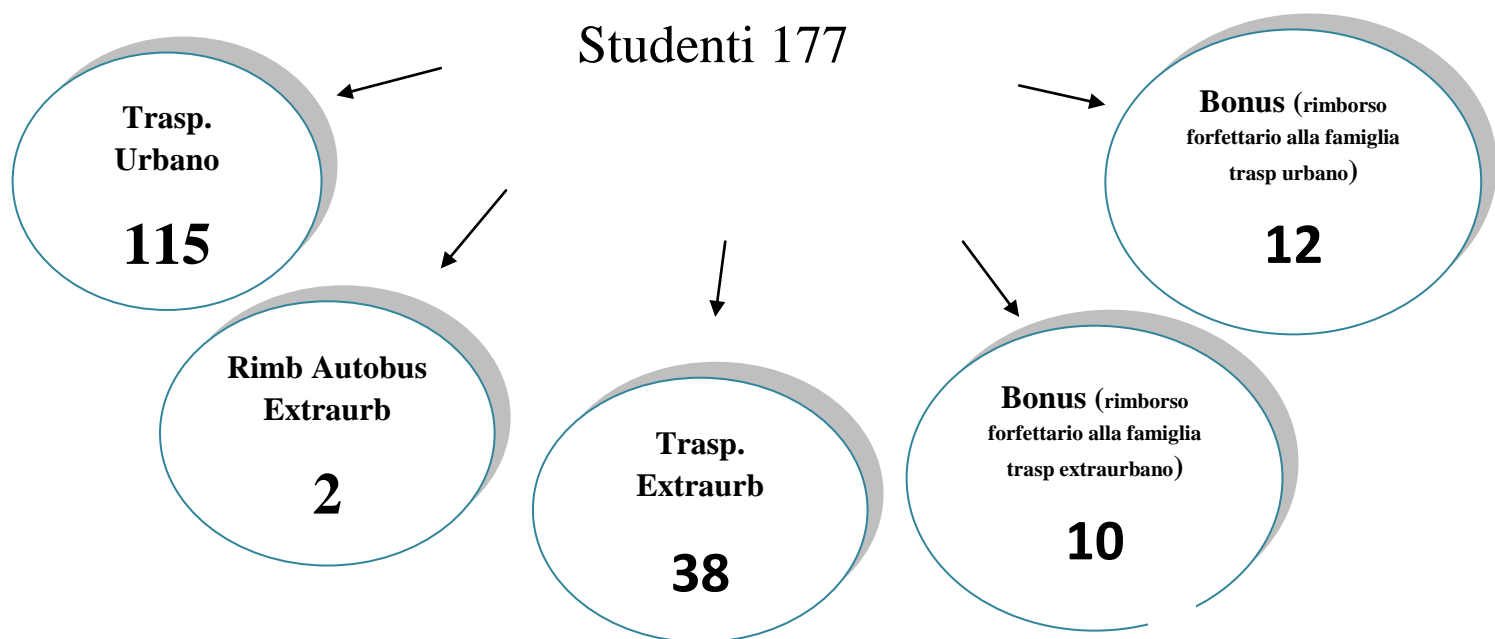 Studenti 177
Trasp.
Urbano
115
Rimb Autobus
Extraurb
2
Trasp.
Extraurb
38
Bonus (rimborso
forfettario alla famiglia
trasp extraurbano)
10
Bonus (rimborso
forfettario alla famiglia
trasp urbano)
12